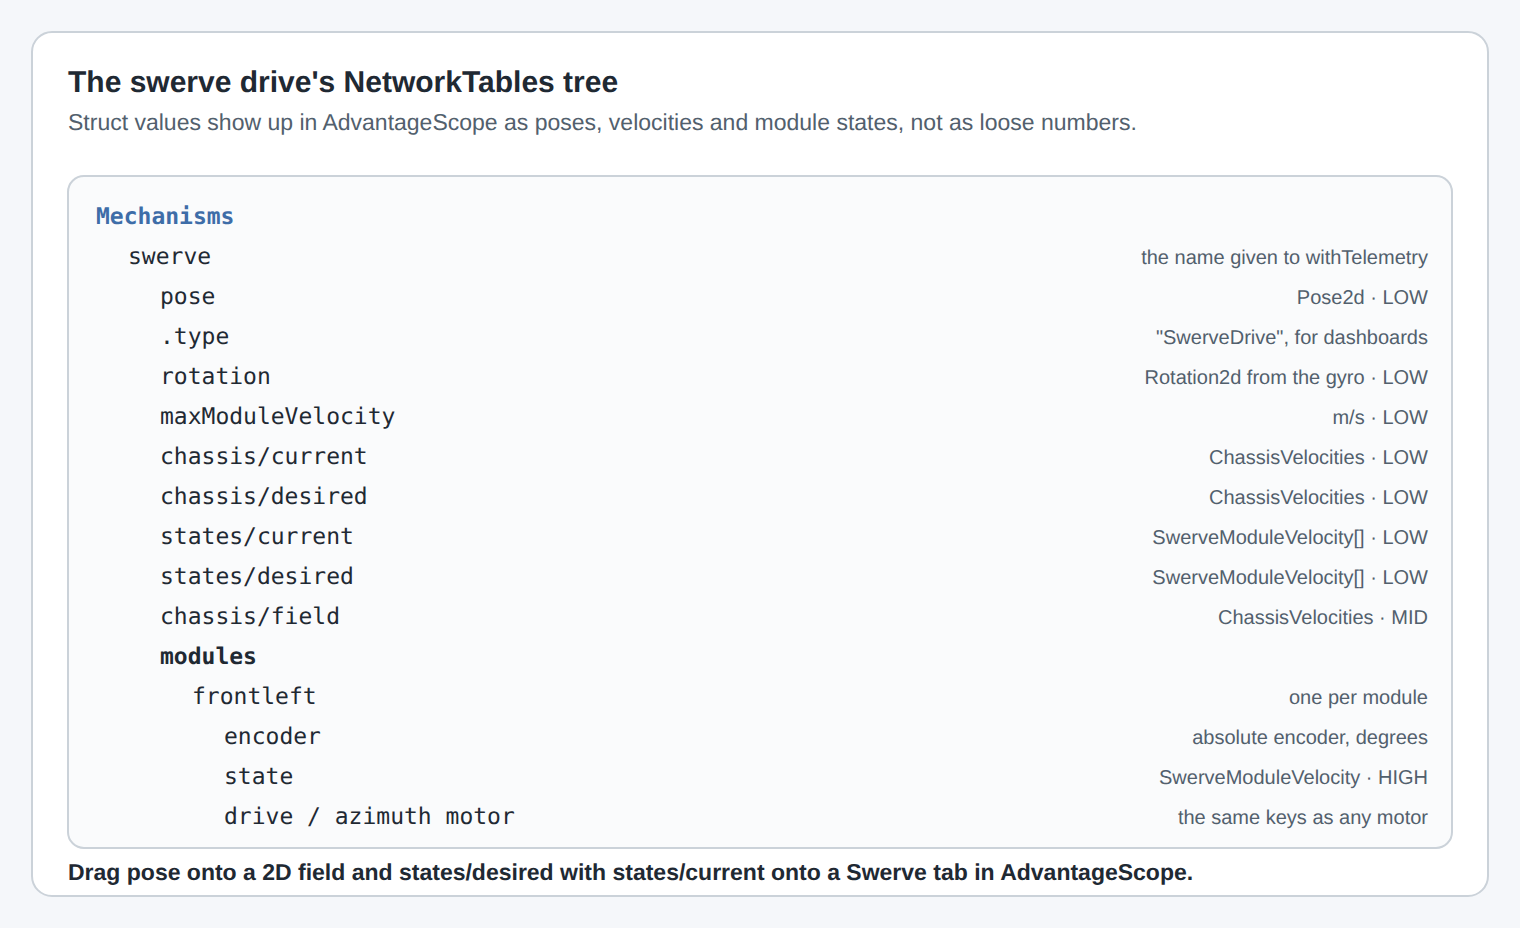 The swerve drive's NetworkTables tree
Struct values show up in AdvantageScope as poses, velocities and module states, not as loose numbers.
Mechanisms
swerve the name given to withTelemetry
pose Pose2d · LOW
.type "SwerveDrive", for dashboards
rotation Rotation2d from the gyro · LOW
maxModuleVelocity m/s · LOW
chassis/current ChassisVelocities · LOW
chassis/desired ChassisVelocities · LOW
states/current SwerveModuleVelocity[] · LOW
states/desired SwerveModuleVelocity[] · LOW
chassis/field ChassisVelocities · MID
modules
frontleft one per module
encoder absolute encoder, degrees
state SwerveModuleVelocity · HIGH
drive / azimuth motor the same keys as any motor
Drag pose onto a 2D field and states/desired with states/current onto a Swerve tab in AdvantageScope.